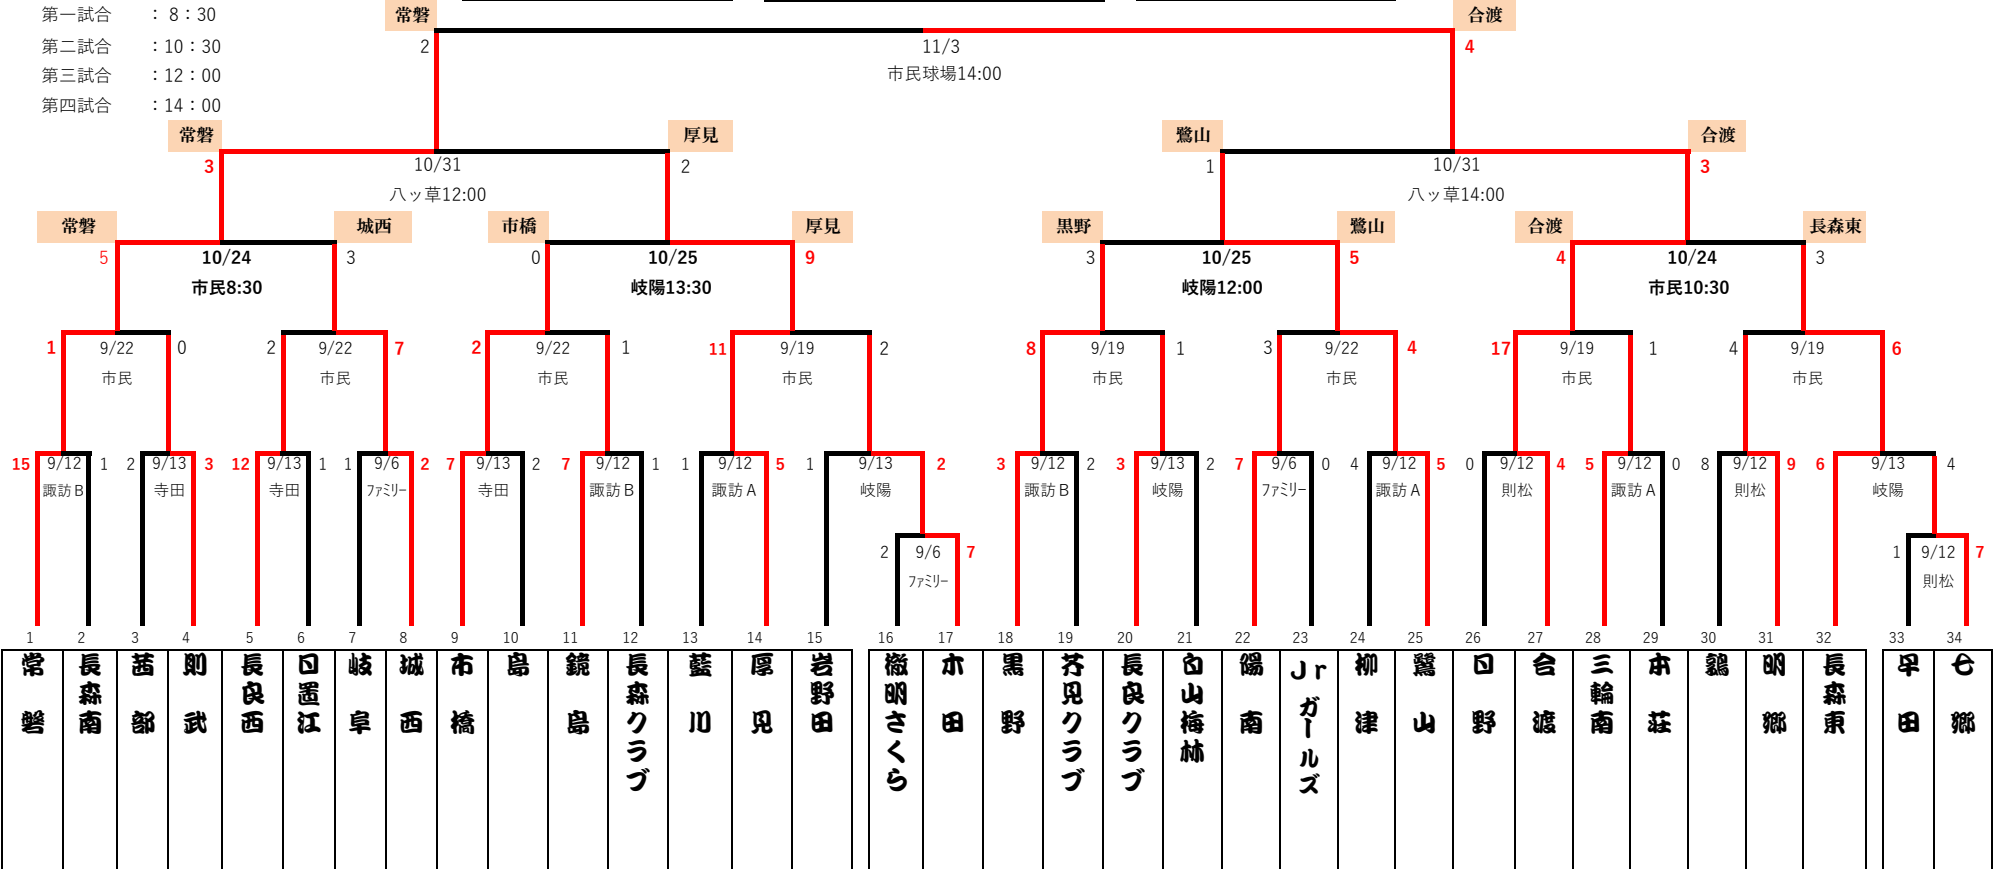 第一試合 ： 8：30
常磐
合渡
第二試合 ：10：30
2 11/3 4
第三試合 ：12：00
市民球場14:00
第四試合 ：14：00
常磐 厚見 鷺山 合渡
3 10/31 2 1 10/31 3
八ッ草12:00 八ッ草14:00
常磐 城西 市橋 厚見 黒野 鷺山 合渡 長森東
5 10/24 3 0 10/25 9 3 10/25 5 4 10/24 3
市民8:30 岐陽13:30 岐陽12:00 市民10:30
1 9/22 0 2 9/22 7 2 9/22 1 11 9/19 2 8 9/19 1 3 9/22 4 17 9/19 1 4 9/19 6
市民 市民 市民 市民 市民 市民 市民 市民
15 9/12 1 2 9/13 3 12 9/13 1 1 9/6 2 7 9/13 2 7 9/12 1 1 9/12 5 1 9/13 2 3 9/12 2 3 9/13 2 7 9/6 0 4 9/12 5 0 9/12 4 5 9/12 0 8 9/12 9 6 9/13 4
諏訪B 寺田 寺田 ファミリー 寺田 諏訪B 諏訪A 岐陽 諏訪B 岐陽 ファミリー 諏訪A 則松 諏訪A 則松 岐陽
2 9/6 7 1 9/12 7
ファミリー 則松
1 2 3 4 5 6 7 8 9 10 11 12 13 14 15 16 17 18 19 20 21 22 23 24 25 26 27 28 29 30 31 32 33 34
常磐
長森南
茜部
則武
長良西
日置江
岐阜
城西
市橋
島
鏡島
長森クラブ
藍川
厚見
岩野田
徹明さくら
木田
黒野
芥見クラブ
長良クラブ
白山梅林
陽南
Jrガールズ
柳津
鷺山
日野
合渡
三輪南
本荘
鶉
明郷
長森東
早田
七郷